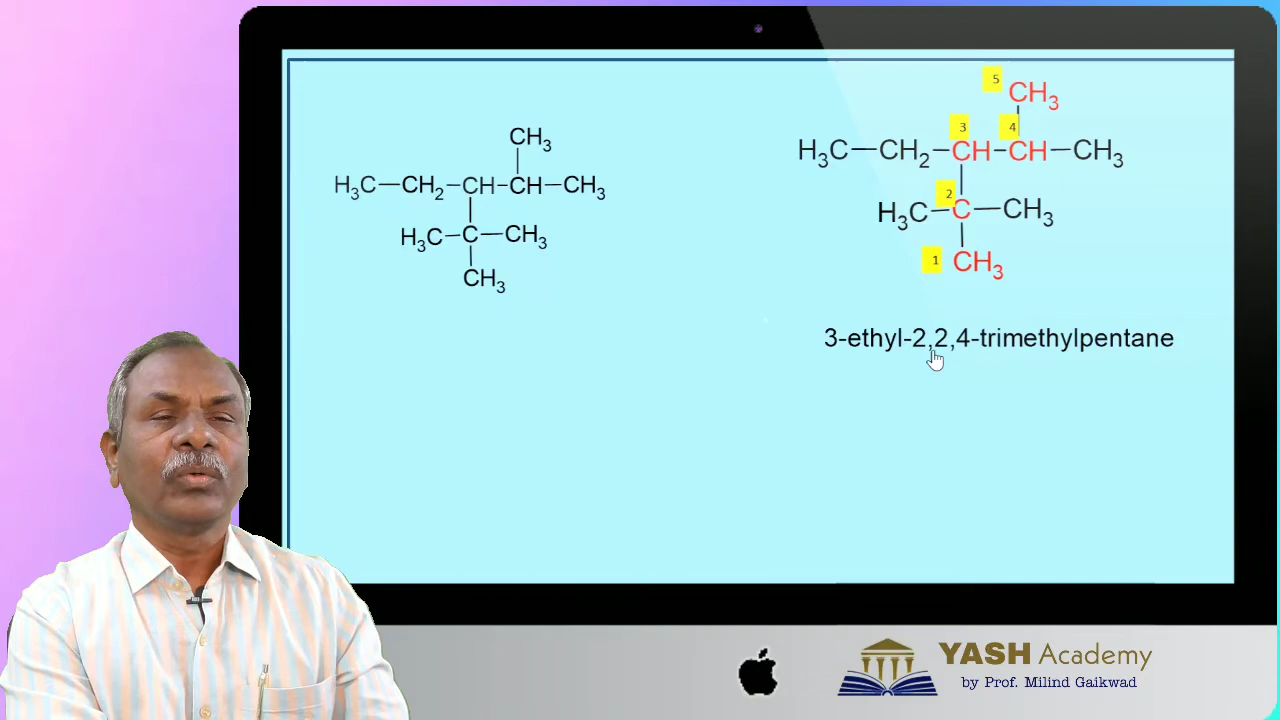 CH3
H3C—CH2—CH—CH—CH3
H3C—C—CH3
CH3
5
CH3
3
4
H3C—CH2—CH—CH—CH3
2
H3C—C—CH3
1
CH3
3-ethyl-2,2,4-trimethylpentane
YASH Academy
by Prof. Milind Gaikwad